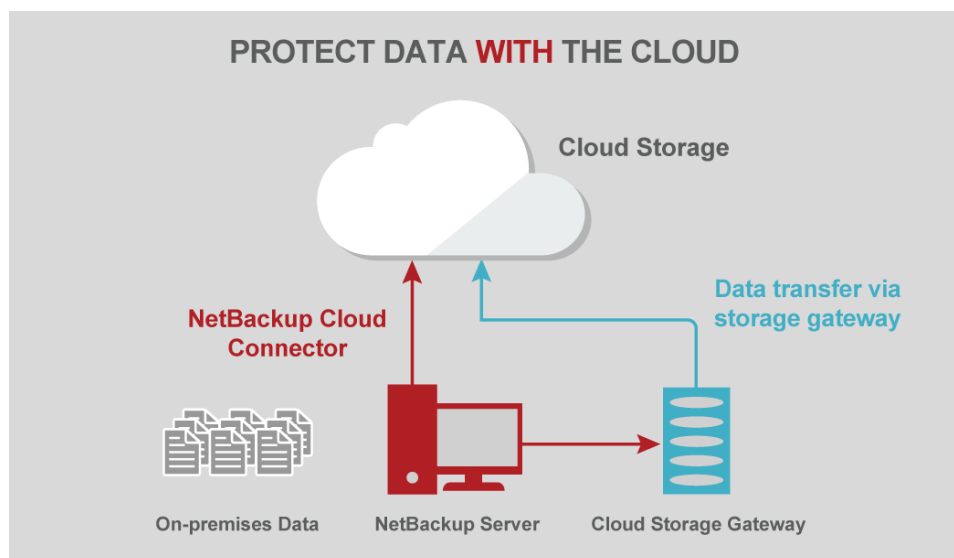 PROTECT DATA WITH THE CLOUD
Cloud Storage
Data transfer via
storage gateway
NetBackup Cloud
Connector
On-premises Data
NetBackup Server
Cloud Storage Gateway